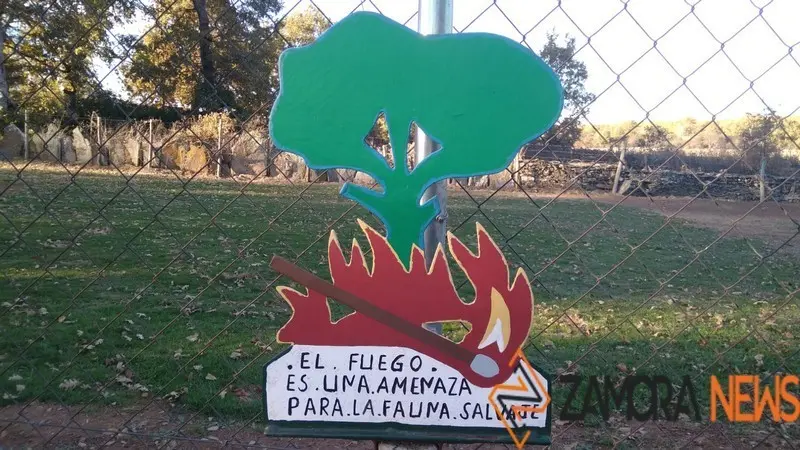 .EL. FUEGO.
ES.UNA.AMENAZA
PARA.LA.FAUNA.SALVAJE
ZAMORA NEWS